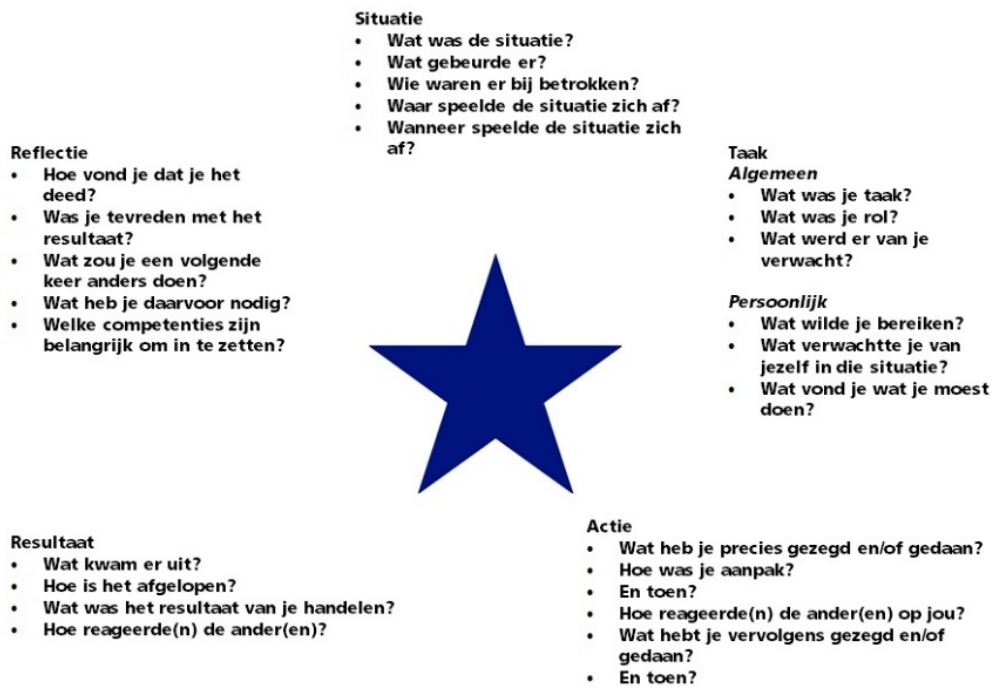 Situatie
• Wat was de situatie?
• Wat gebeurde er?
• Wie waren er bij betrokken?
• Waar speelde de situatie zich af?
• Wanneer speelde de situatie zich
af?
Taak
Algemeen
• Wat was je taak?
• Wat was je rol?
• Wat werd er van je
verwacht?
Persoonlijk
• Wat wilde je bereiken?
• Wat verwachtte je van
jezelf in die situatie?
• Wat vond je wat je moest
doen?
Actie
• Wat heb je precies gezegd en/of gedaan?
• Hoe was je aanpak?
• En toen?
• Hoe reageerde(n) de ander(en) op jou?
• Wat hebt je vervolgens gezegd en/of
gedaan?
• En toen?
Resultaat
• Wat kwam er uit?
• Hoe is het afgelopen?
• Wat was het resultaat van je handelen?
• Hoe reageerde(n) de ander(en)?
Reflectie
• Hoe vond je dat je het
deed?
• Was je tevreden met het
resultaat?
• Wat zou je een volgende
keer anders doen?
• Wat heb je daarvoor nodig?
• Welke competenties zijn
belangrijk om in te zetten?